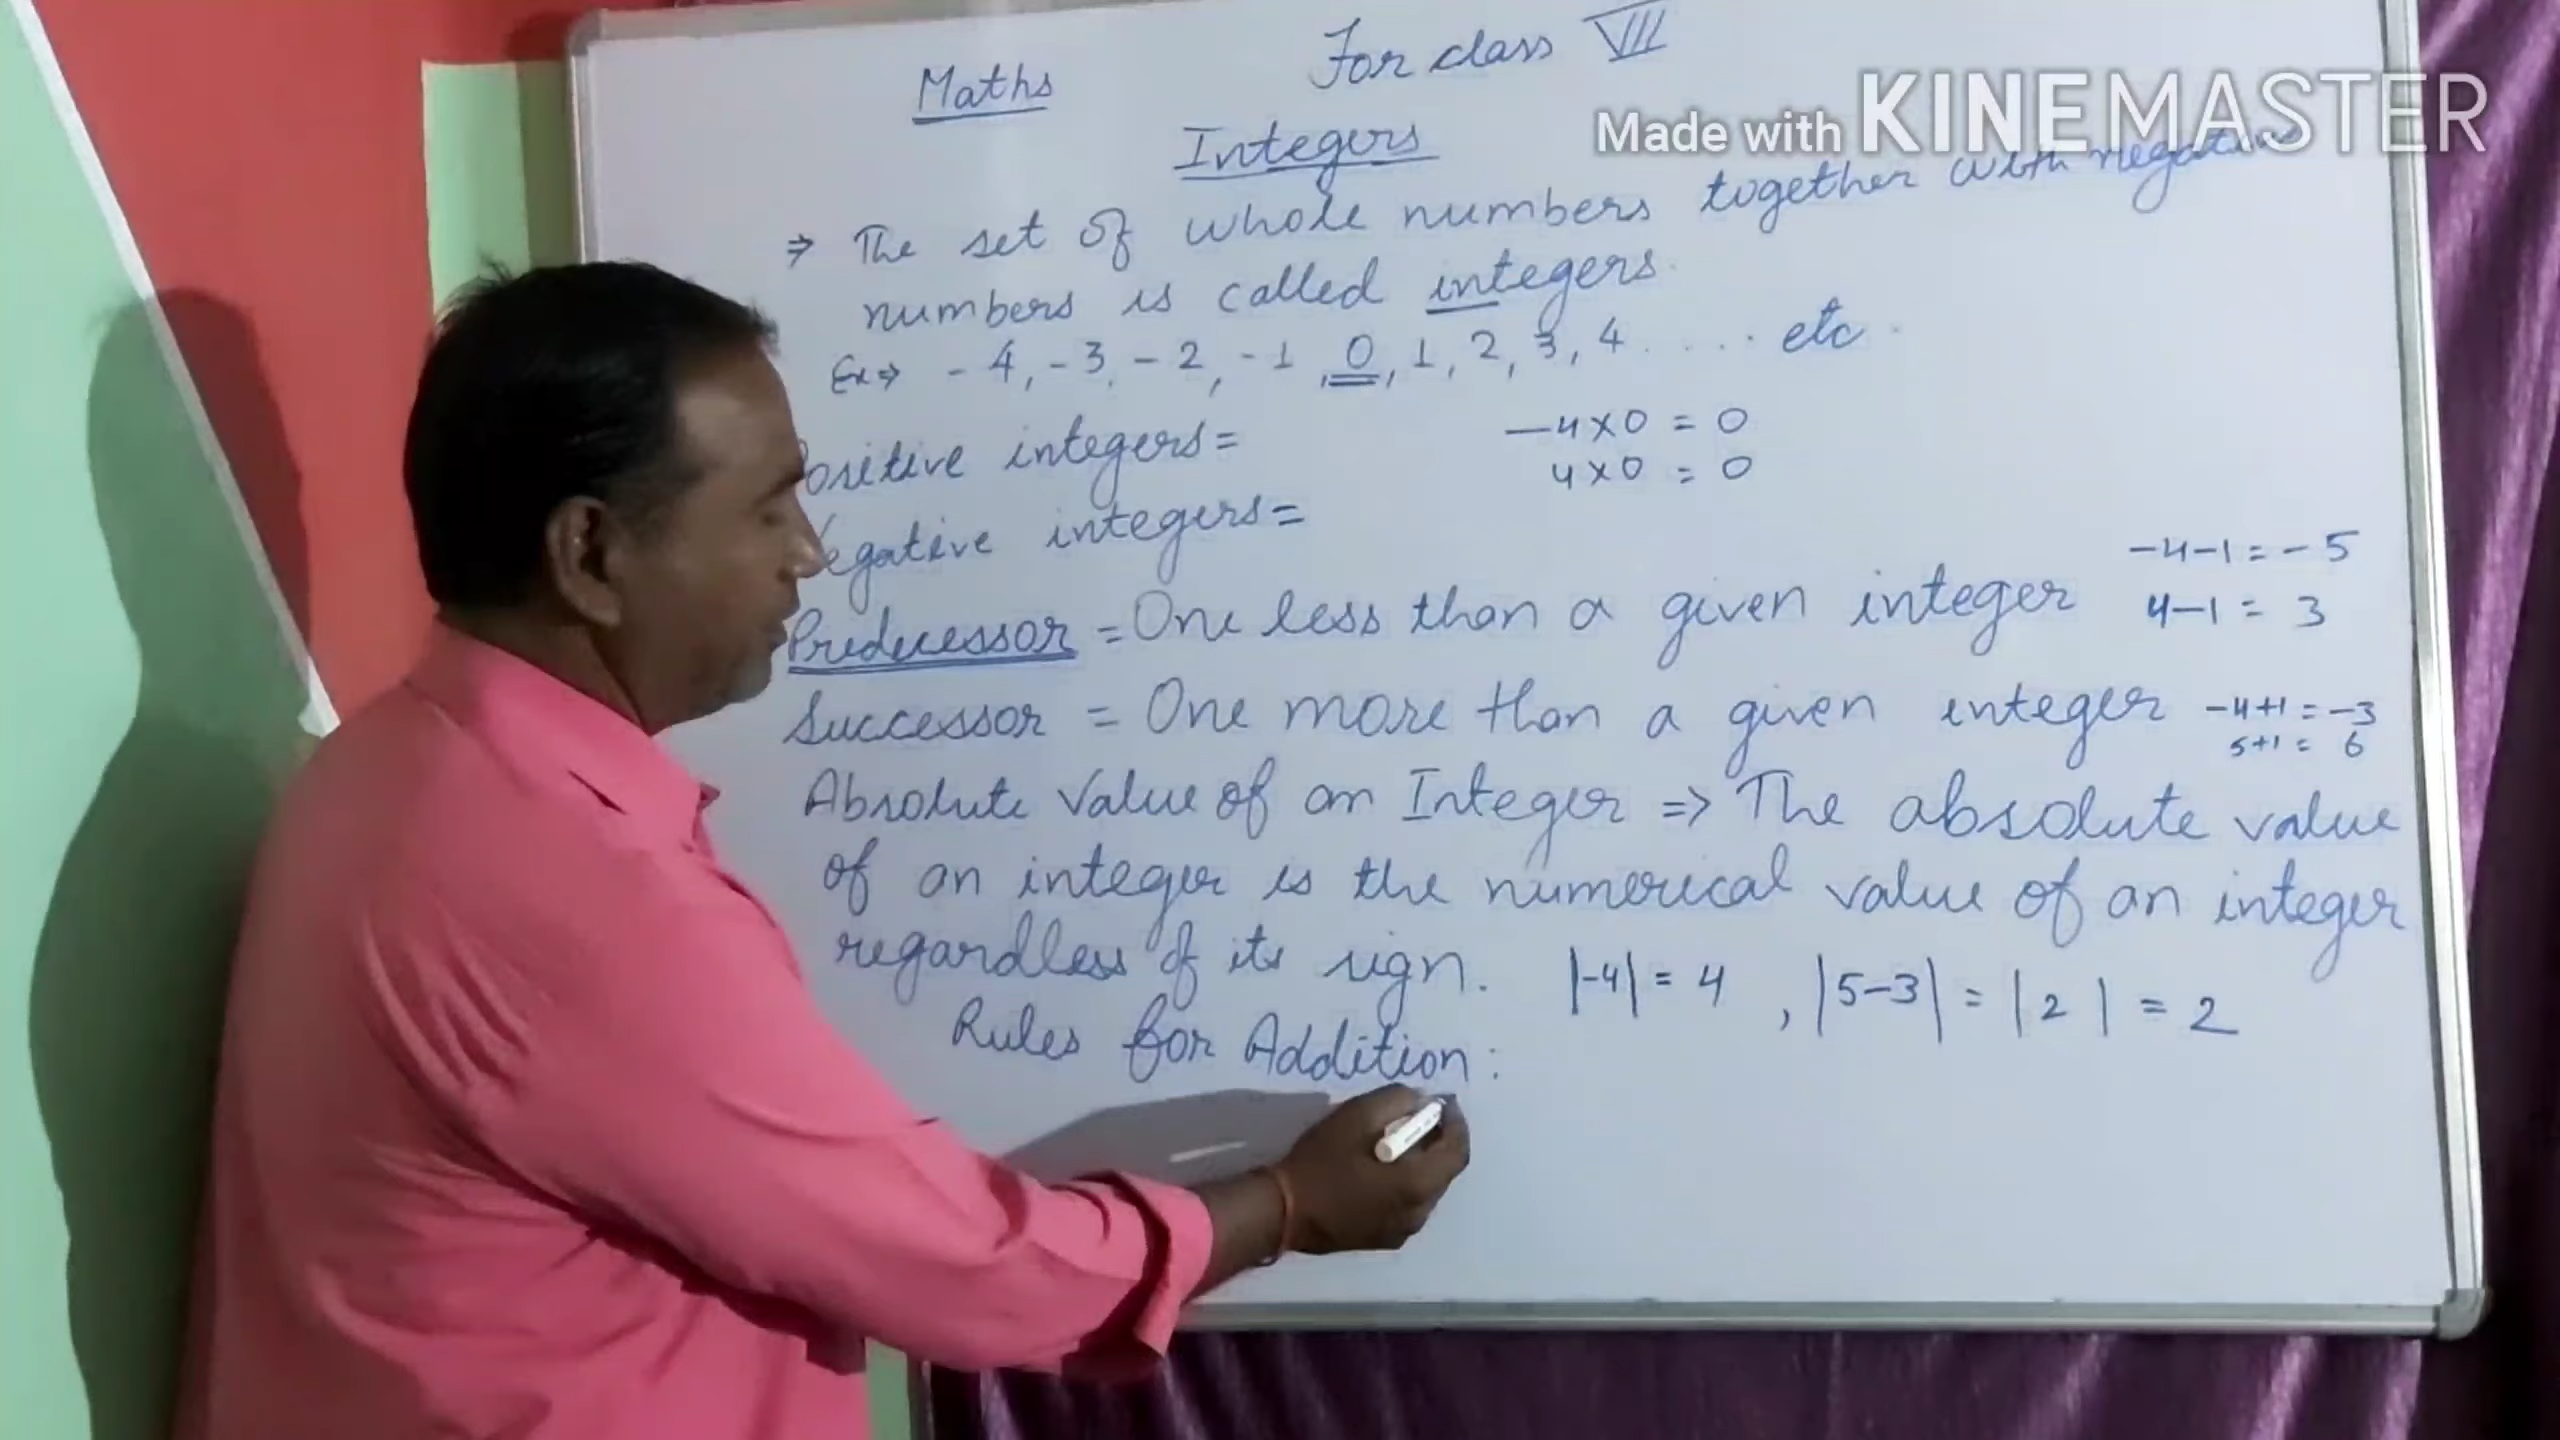 Maths
For class VII
Made with KINEMASTER
Integers
⇒ The set of whole numbers together with negative
numbers is called integers.
Ex⇒ -4, -3, -2, -1, 0, 1, 2, 3, 4 . . . . . etc.
ositive integers=
-4×0 = 0
4×0 = 0
egative integers=
-4-1=-5
Predecessor = One less than a given integer
4-1 = 3
Successor = One more than a given integer
-4+1=-3
5+1= 6
Absolute Value of an Integer ⇒ The absolute value
of an integer is the numerical value of an integer
regardless of its sign. |-4| = 4 , |5-3| = |2| = 2
Rules for Addition: